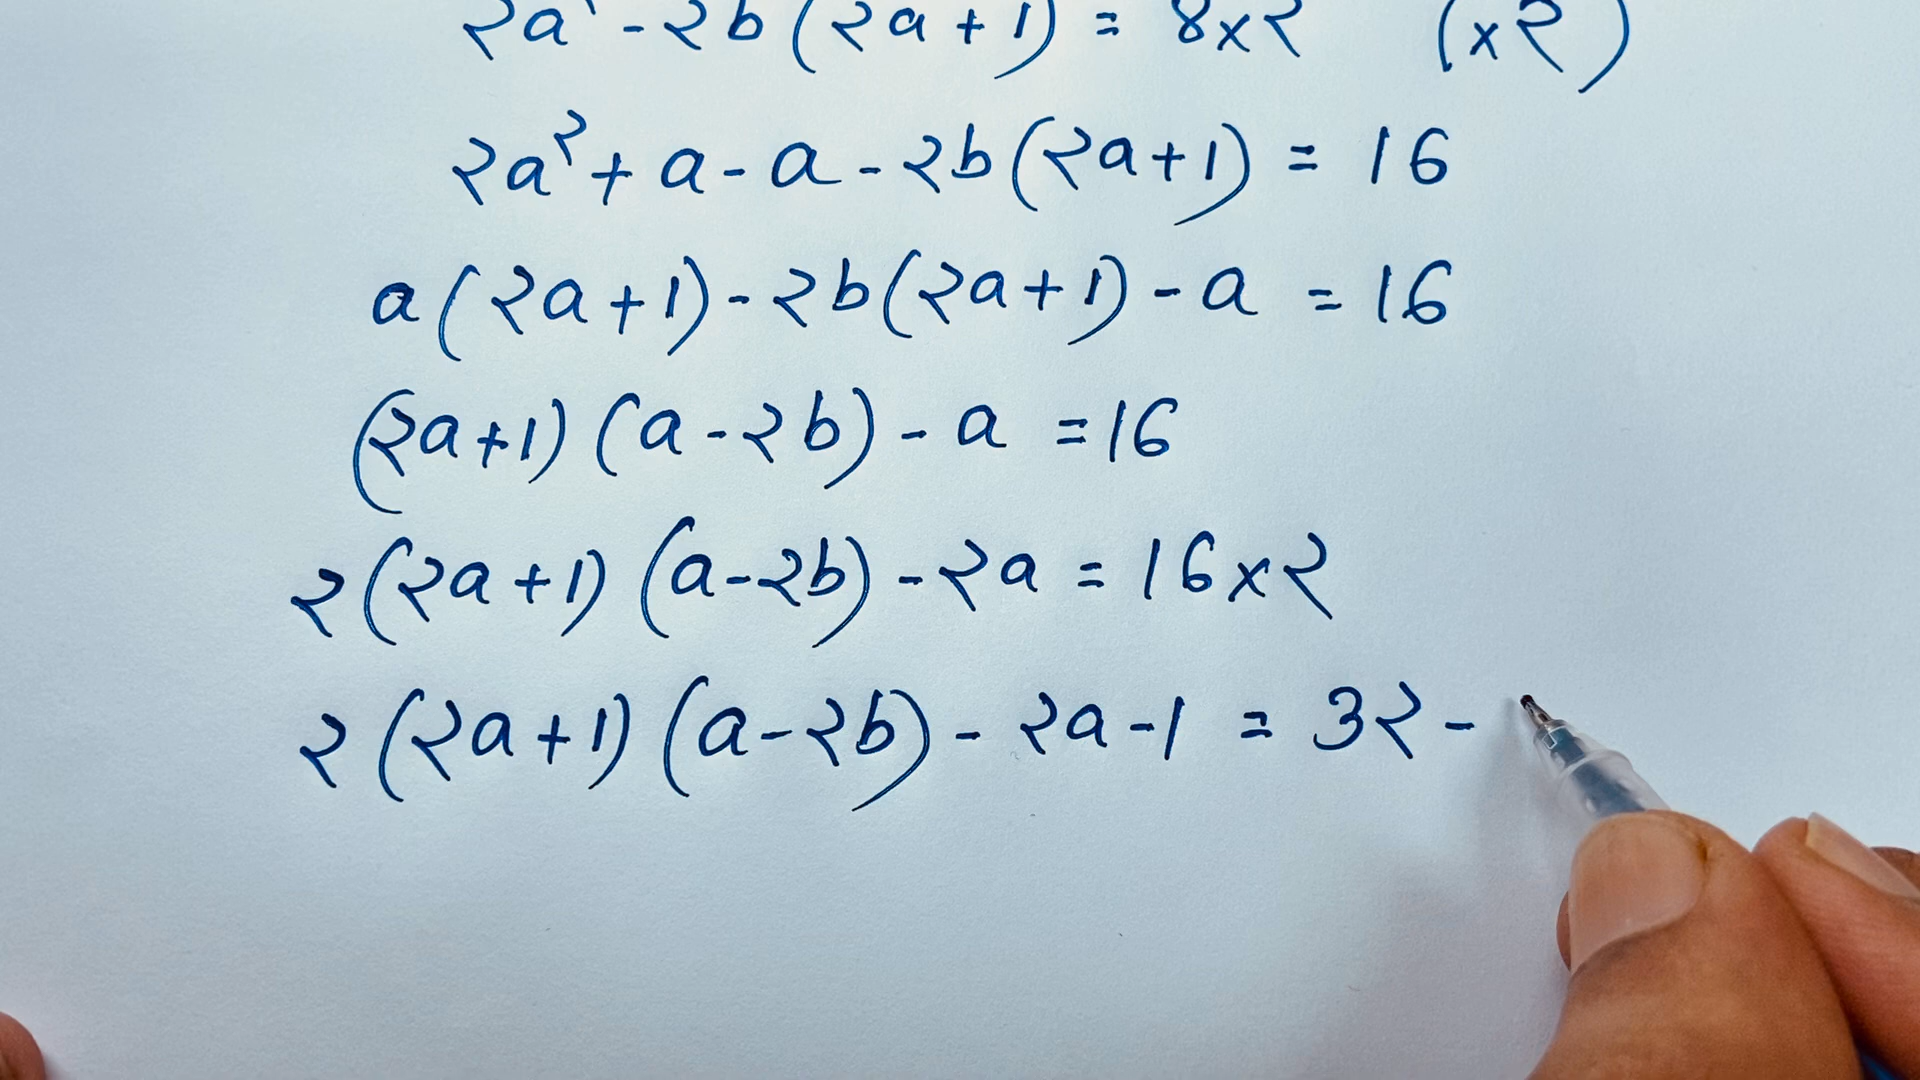 2a² - 2b(2a+1) = 8×2 (×2)
2a² + a - a - 2b(2a+1) = 16
a(2a+1) - 2b(2a+1) - a = 16
(2a+1)(a-2b) - a = 16
2(2a+1)(a-2b) - 2a = 16×2
2(2a+1)(a-2b) - 2a - 1 = 32 -